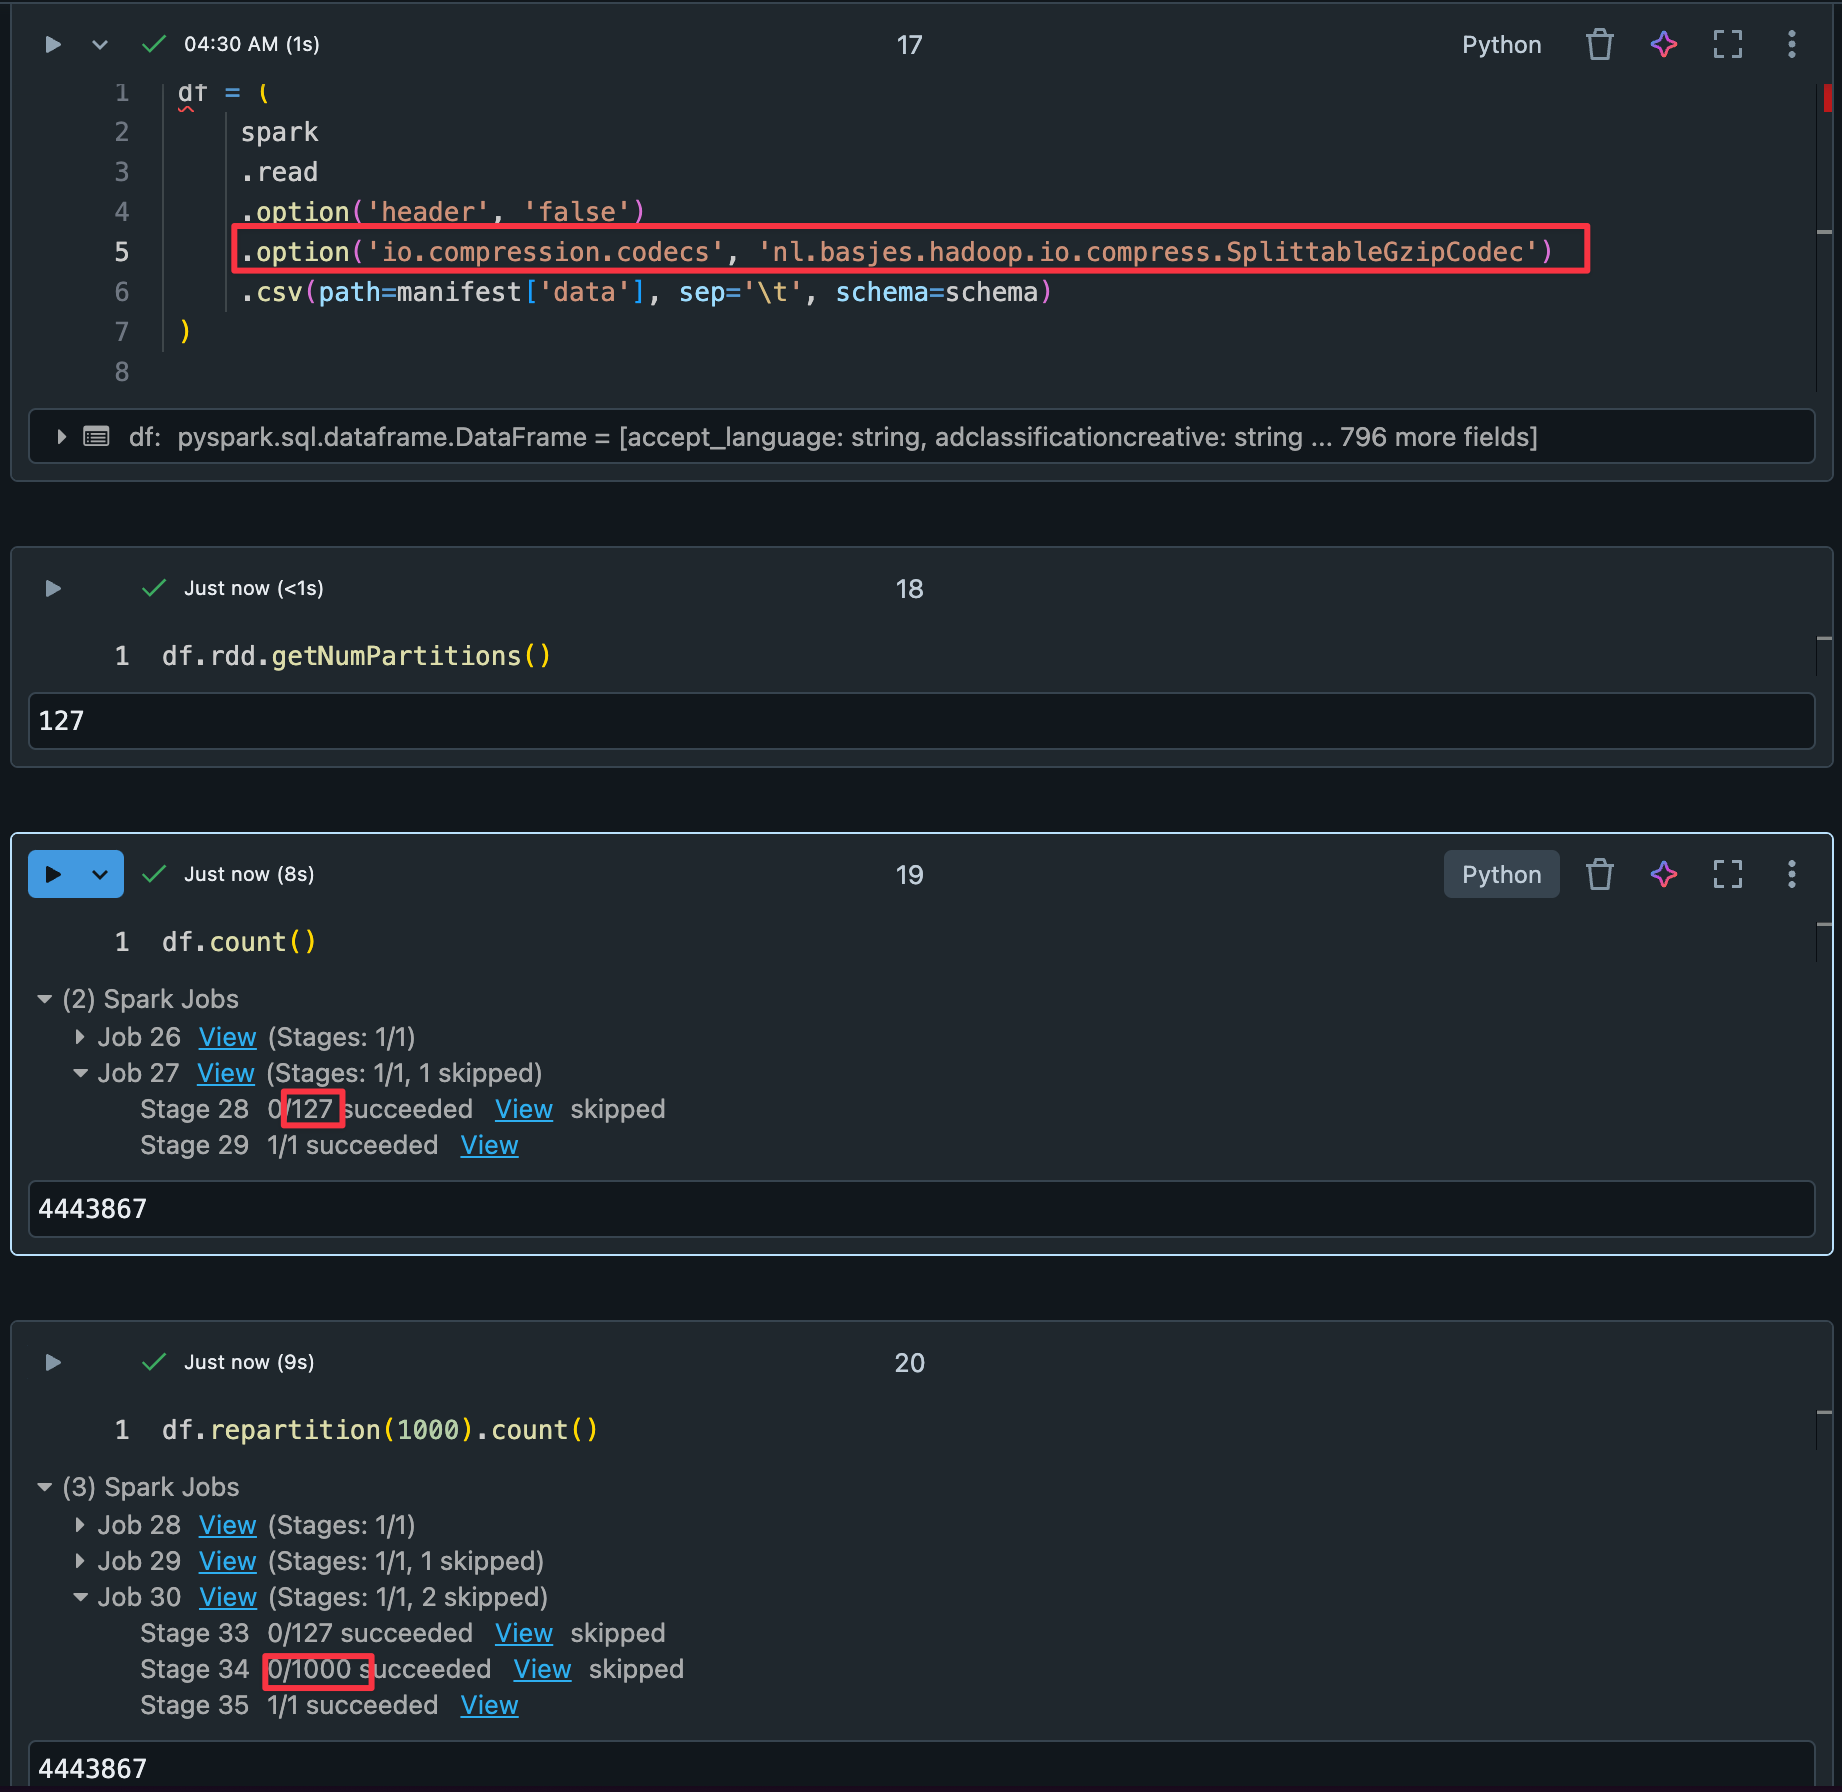 04:30 AM (1s) 17 Python
1 df = (
2 spark
3 .read
4 .option('header', 'false')
5 .option('io.compression.codecs', 'nl.basjes.hadoop.io.compress.SplittableGzipCodec')
6 .csv(path=manifest['data'], sep='\t', schema=schema)
7 )
8
df: pyspark.sql.dataframe.DataFrame = [accept_language: string, adclassificationcreative: string ... 796 more fields]
Just now (<1s) 18
1 df.rdd.getNumPartitions()
127
Just now (8s) 19 Python
1 df.count()
(2) Spark Jobs
Job 26 View (Stages: 1/1)
Job 27 View (Stages: 1/1, 1 skipped)
Stage 28 0/127 succeeded View skipped
Stage 29 1/1 succeeded View
4443867
Just now (9s) 20
1 df.repartition(1000).count()
(3) Spark Jobs
Job 28 View (Stages: 1/1)
Job 29 View (Stages: 1/1, 1 skipped)
Job 30 View (Stages: 1/1, 2 skipped)
Stage 33 0/127 succeeded View skipped
Stage 34 0/1000 succeeded View skipped
Stage 35 1/1 succeeded View
4443867